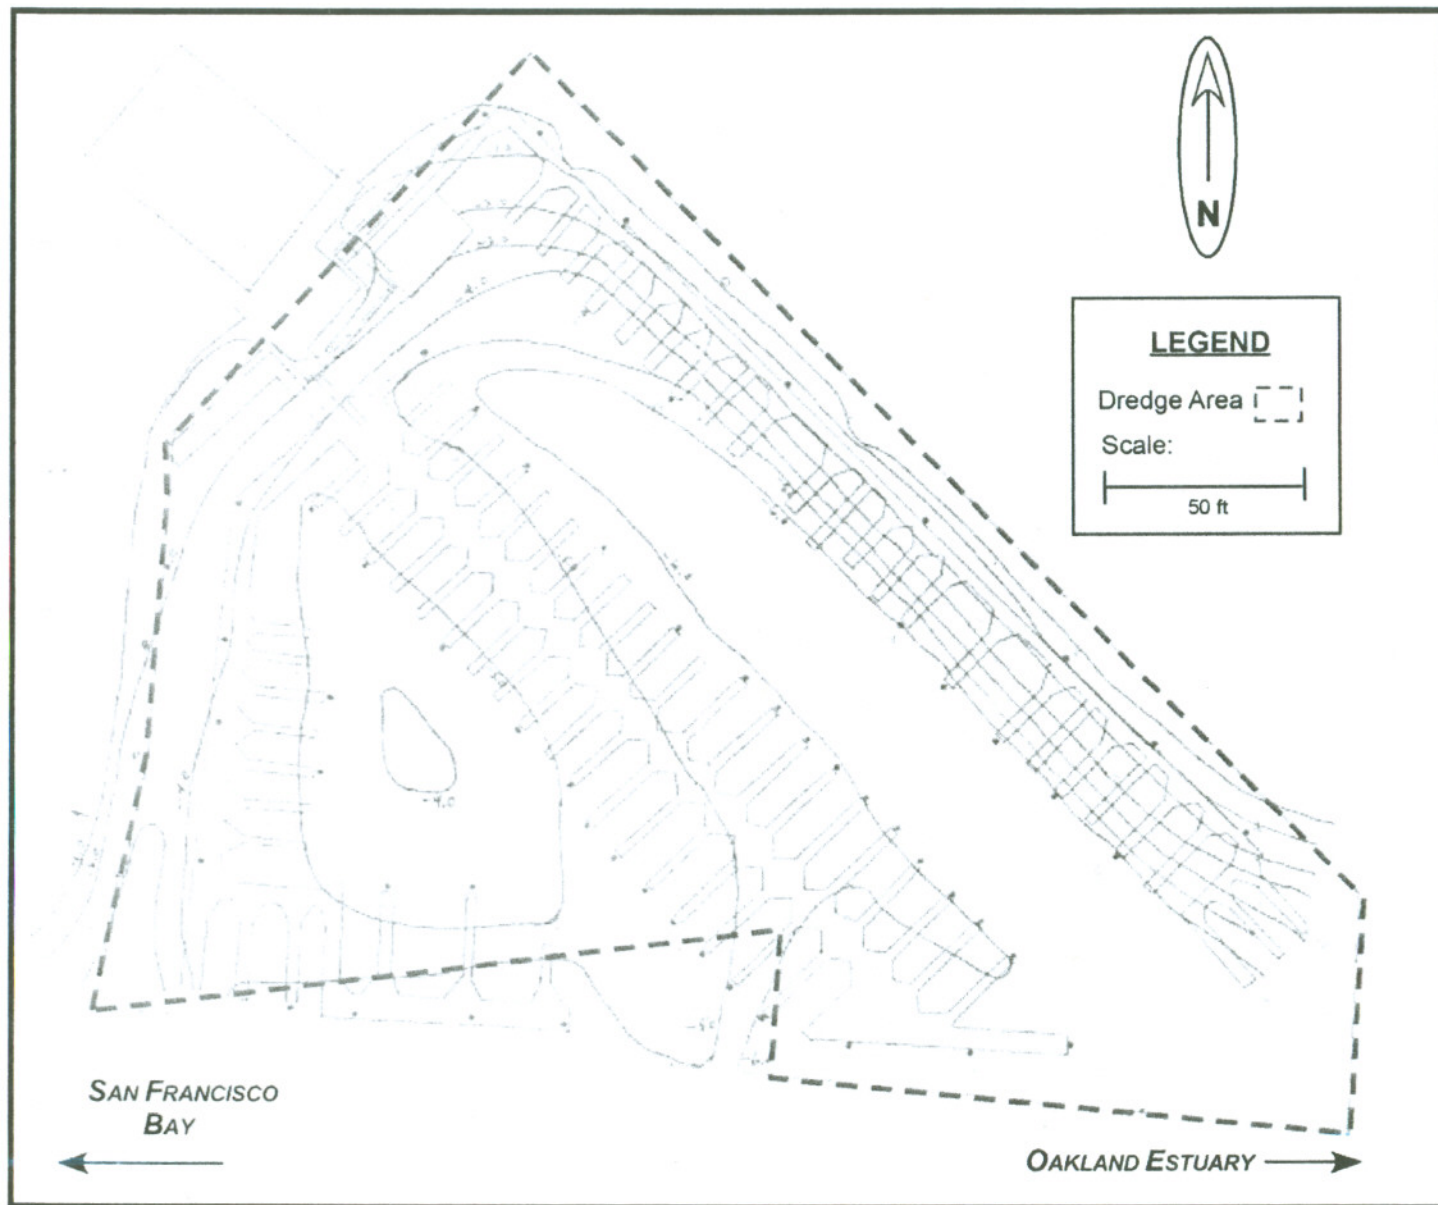 N
LEGEND
Dredge Area
Scale:
50 ft
SAN FRANCISCO
BAY
OAKLAND ESTUARY